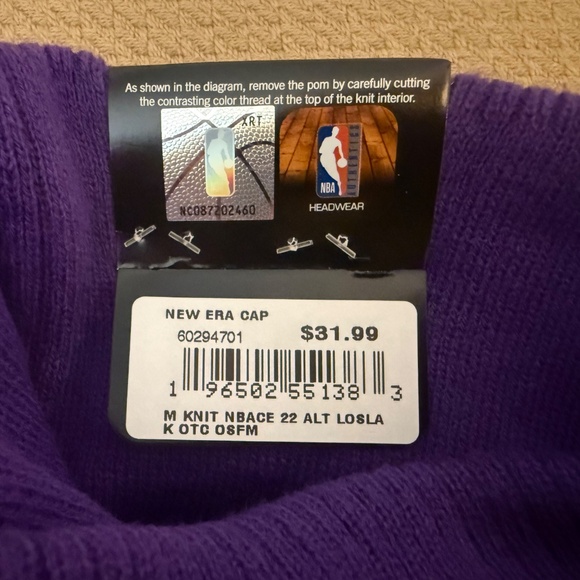 As shown in the diagram, remove the pom by carefully cutting
the contrasting color thread at the top of the knit interior.
XRT
NC087202460
NBA
AUTHENTICS
HEADWEAR
NEW ERA CAP
60294701 $31.99
1 96502 55138 3
M KNIT NBACE 22 ALT LOSLA
K OTC OSFM